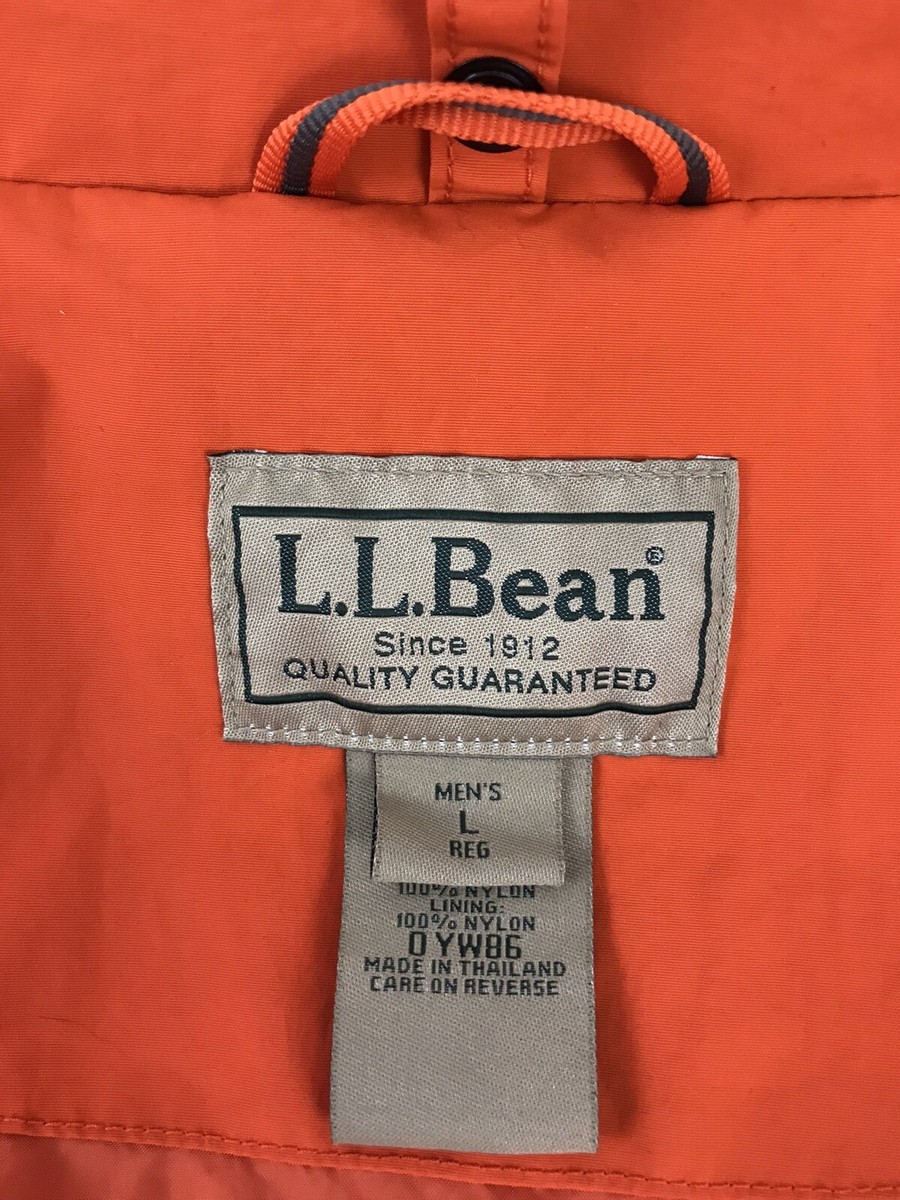 L.L.Bean®
Since 1912
QUALITY GUARANTEED
MEN'S
L
REG
100% NYLON
LINING:
100% NYLON
0YW86
MADE IN THAILAND
CARE ON REVERSE